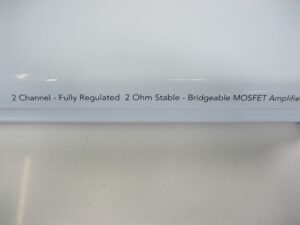 2 Channel - Fully Regulated 2 Ohm Stable - Bridgeable MOSFET Amplifie